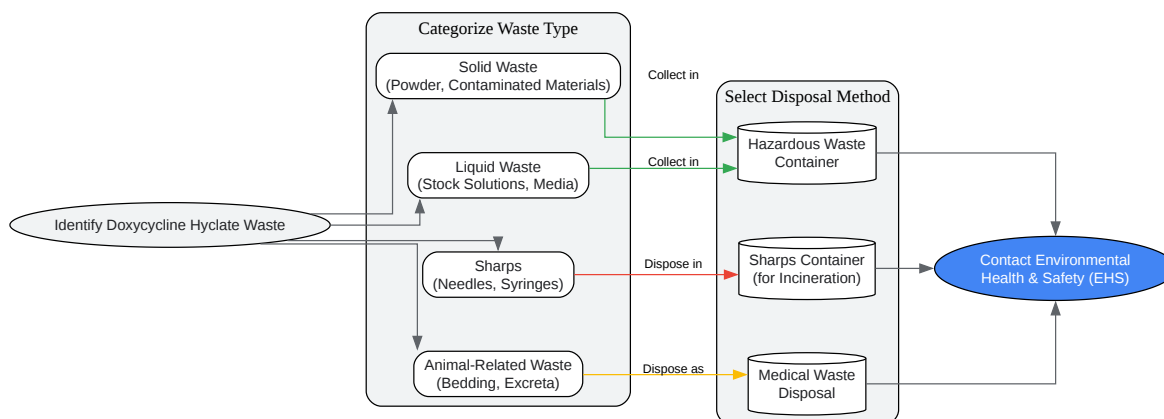 Categorize Waste Type
Solid Waste
(Powder, Contaminated Materials)
Collect in
Select Disposal Method
Hazardous Waste
Container
Liquid Waste
(Stock Solutions, Media)
Collect in
Identify Doxycycline Hyclate Waste
Sharps
(Needles, Syringes)
Dispose in
Sharps Container
(for Incineration)
Contact Environmental
Health & Safety (EHS)
Animal-Related Waste
(Bedding, Excreta)
Dispose as
Medical Waste
Disposal